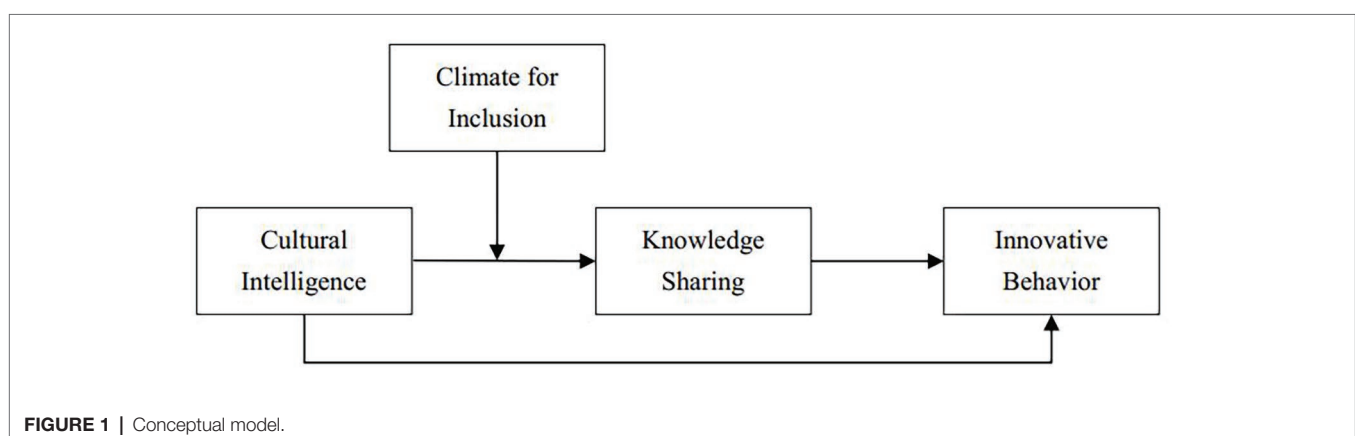 Climate for
Inclusion
Cultural
Intelligence
Knowledge
Sharing
Innovative
Behavior
FIGURE 1 | Conceptual model.